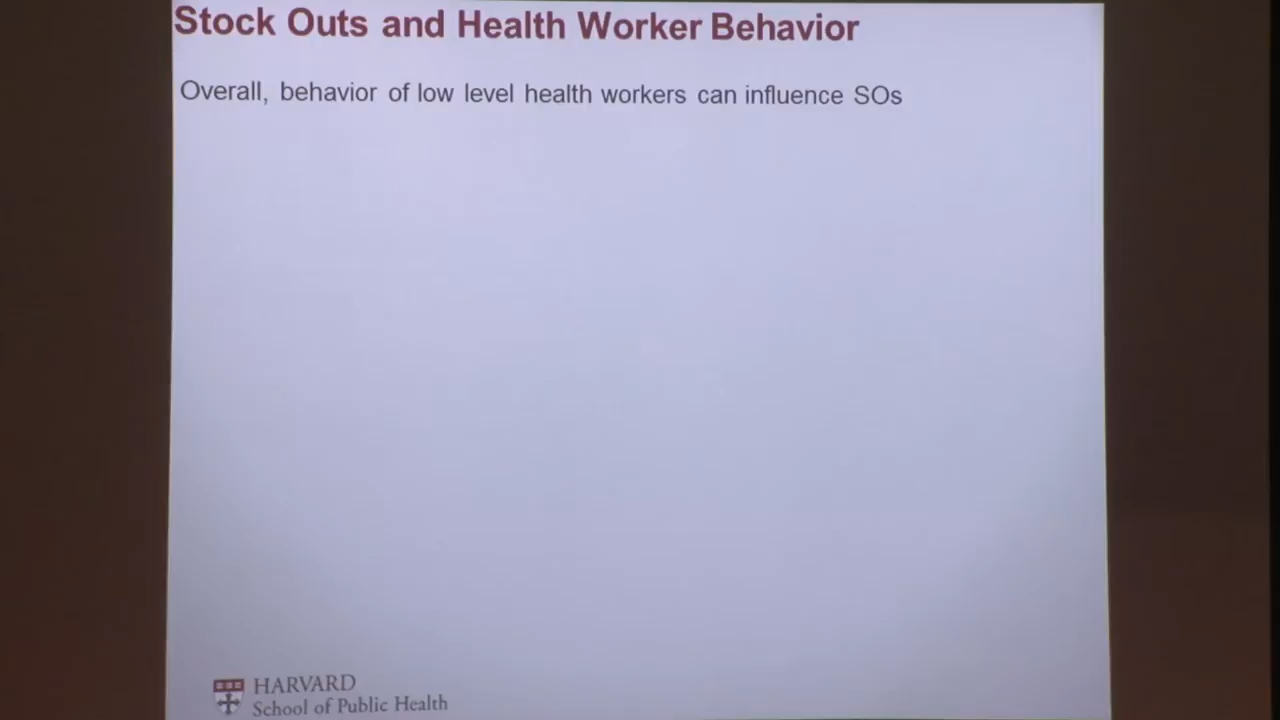 Stock Outs and Health Worker Behavior
Overall, behavior of low level health workers can influence SOs
HARVARD
School of Public Health